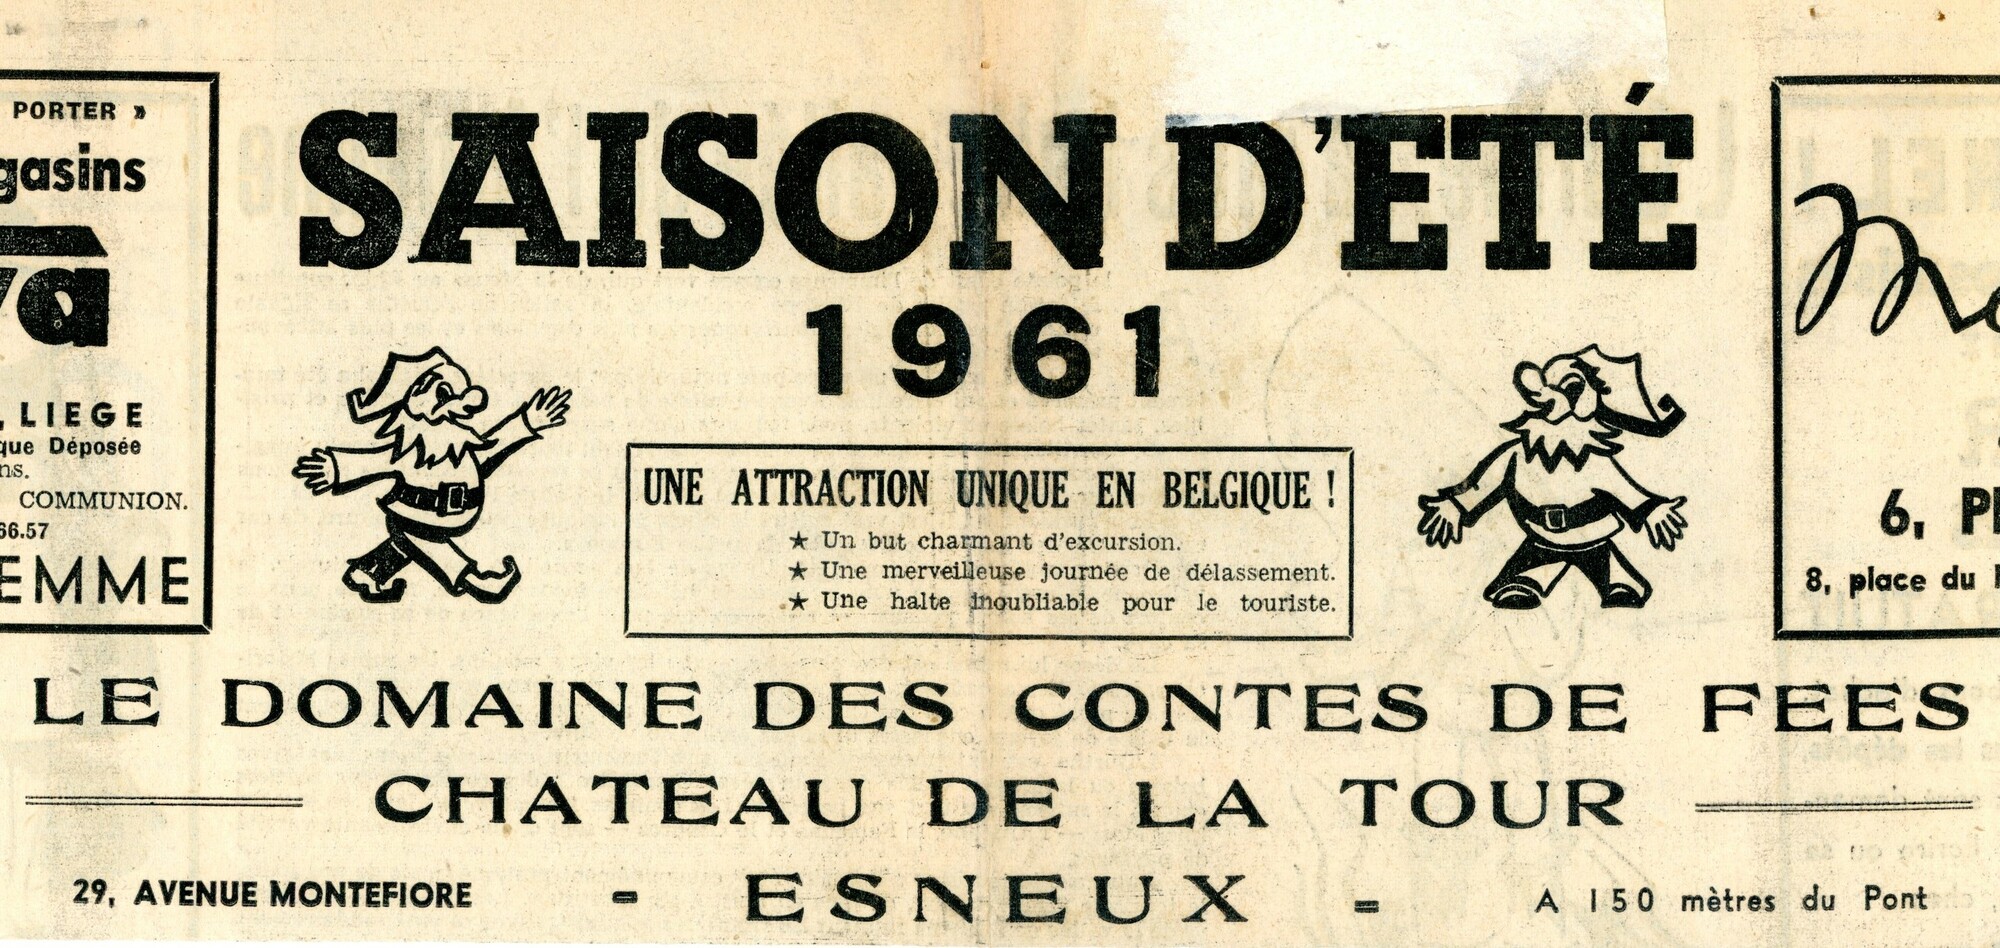 PORTER »
gasins
LIEGE
que Déposée
COMMUNION.
66.57
EMME
SAISON D'ETÉ
1961
UNE ATTRACTION UNIQUE EN BELGIQUE !
★ Un but charmant d'excursion.
★ Une merveilleuse journée de délassement.
★ Une halte inoubliable pour le touriste.
6,
8, place du
LE DOMAINE DES CONTES DE FEES
CHATEAU DE LA TOUR
29, AVENUE MONTEFIORE - ESNEUX = A 150 mètres du Pont